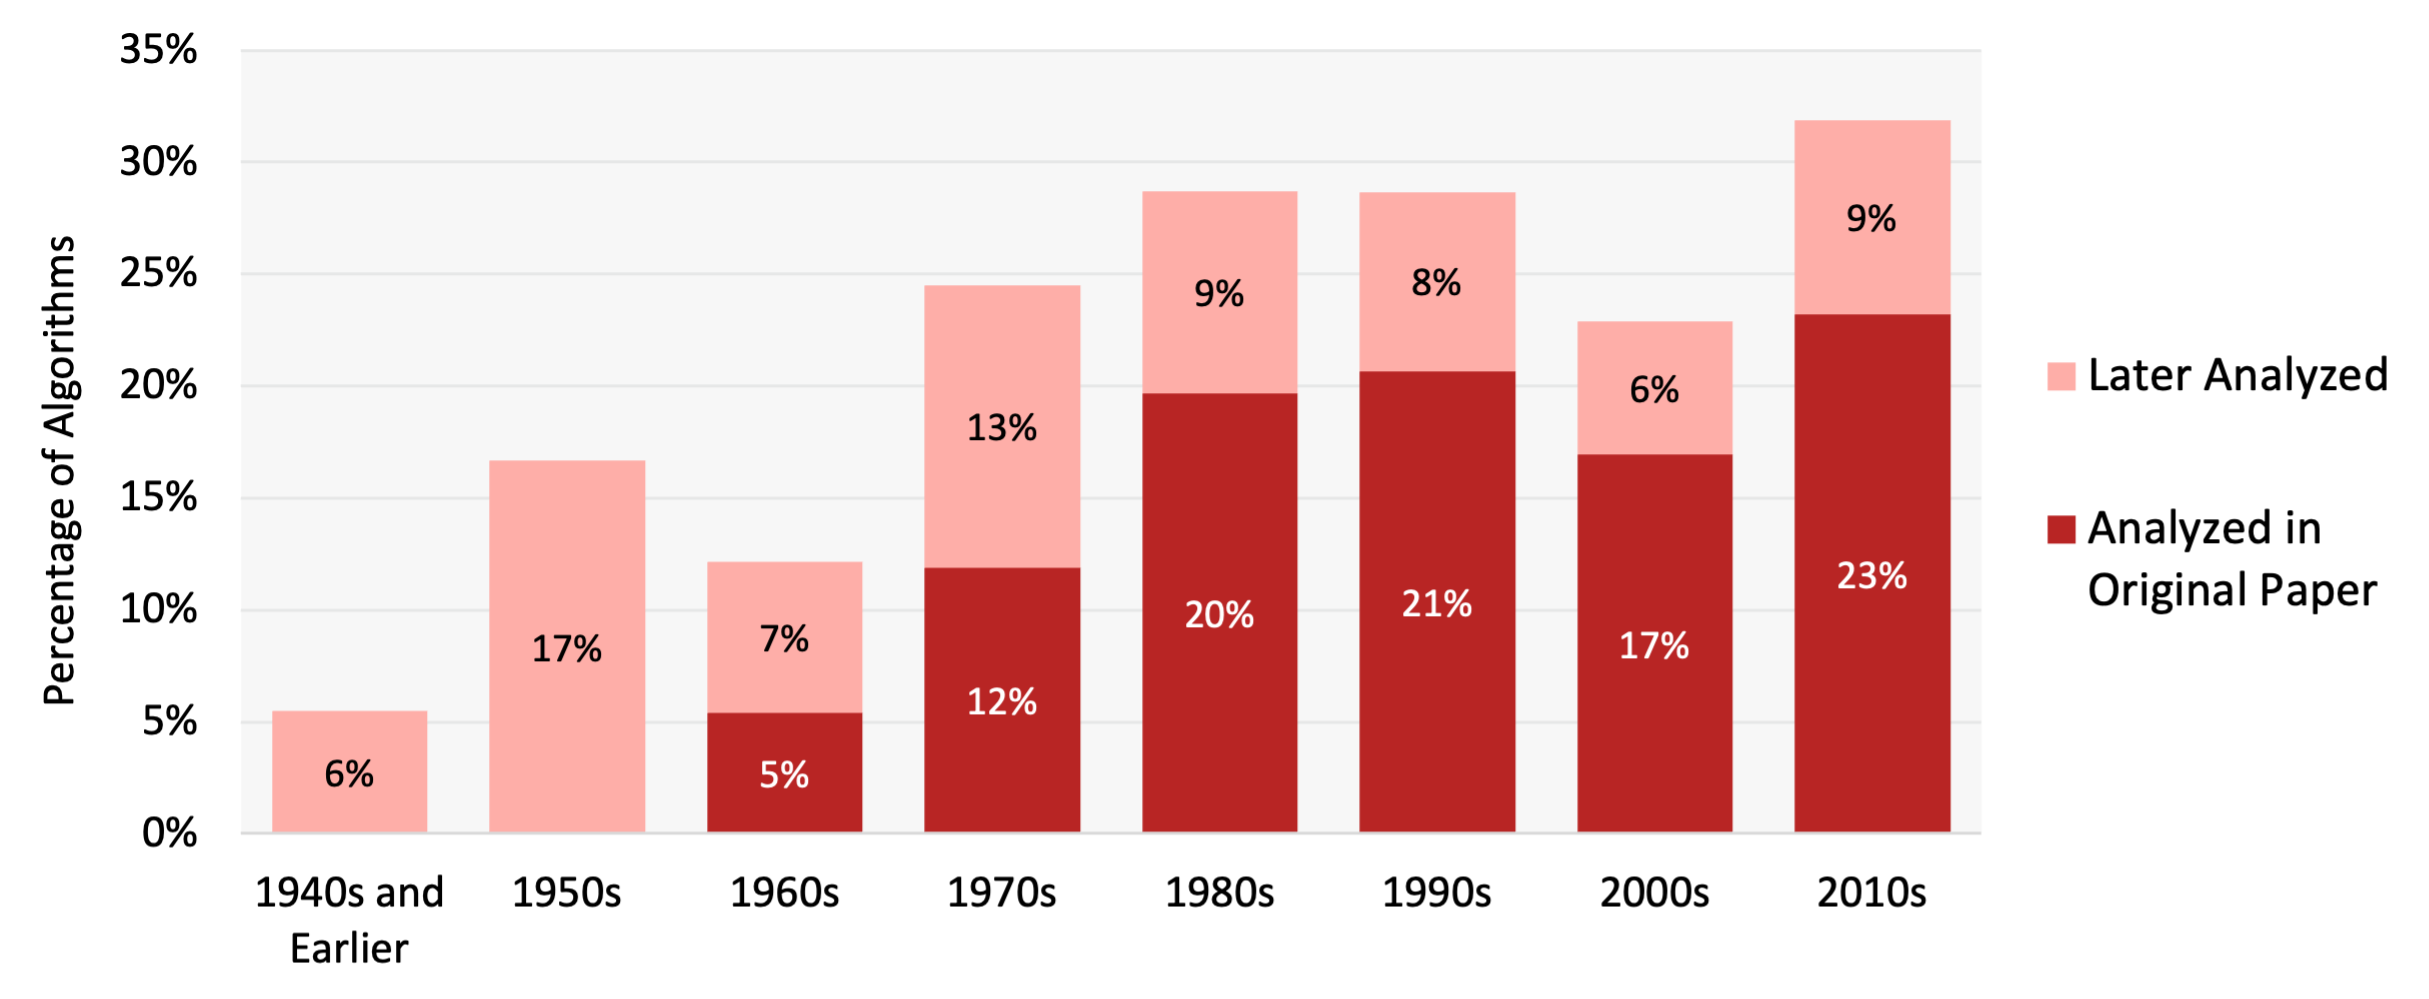 35%
30%
25%
20%
15%
10%
5%
0%
Percentage of Algorithms
6%
17%
7%
5%
13%
12%
9%
20%
8%
21%
6%
17%
9%
23%
1940s and
Earlier
1950s
1960s
1970s
1980s
1990s
2000s
2010s
Later Analyzed
Analyzed in
Original Paper